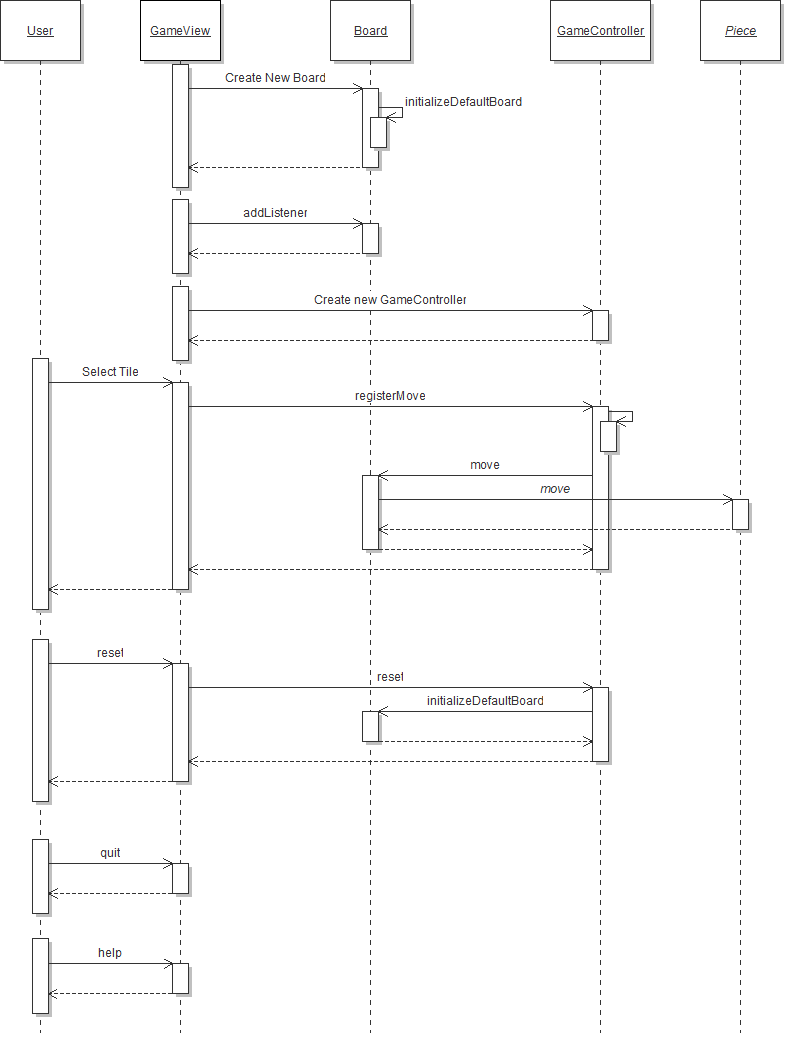 User
GameView
Board
GameController
Piece
Create New Board
initializeDefaultBoard
addListener
Create new GameController
Select Tile
registerMove
move
move
reset
reset
initializeDefaultBoard
quit
help